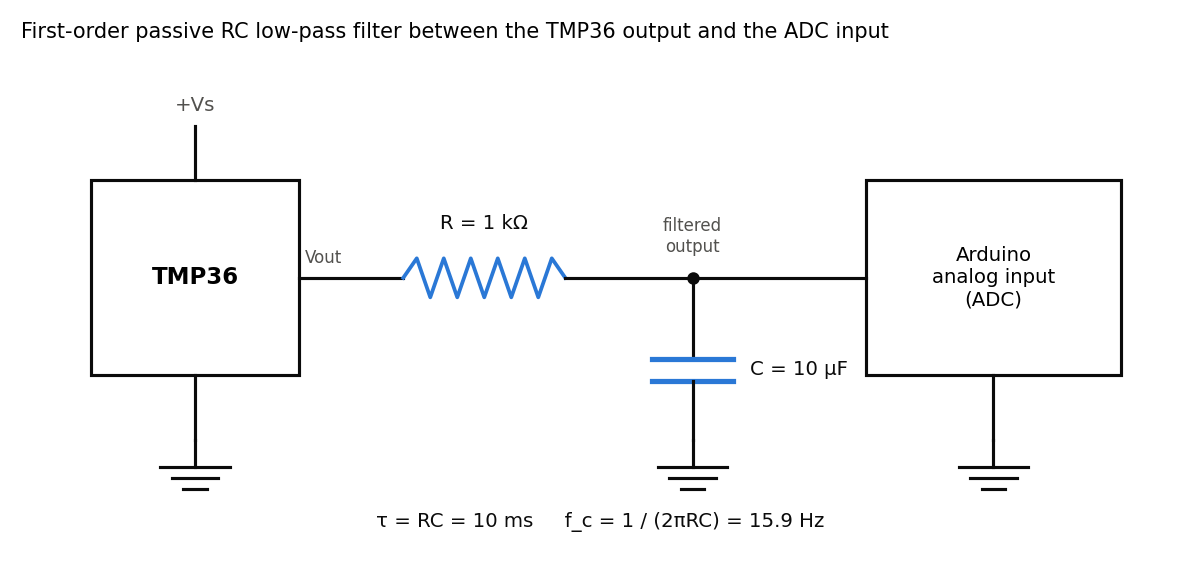 First-order passive RC low-pass filter between the TMP36 output and the ADC input
+Vs
R = 1 kΩ
filtered
output
Vout
TMP36
Arduino
analog input
(ADC)
C = 10 µF
τ = RC = 10 ms     f_c = 1 / (2πRC) = 15.9 Hz